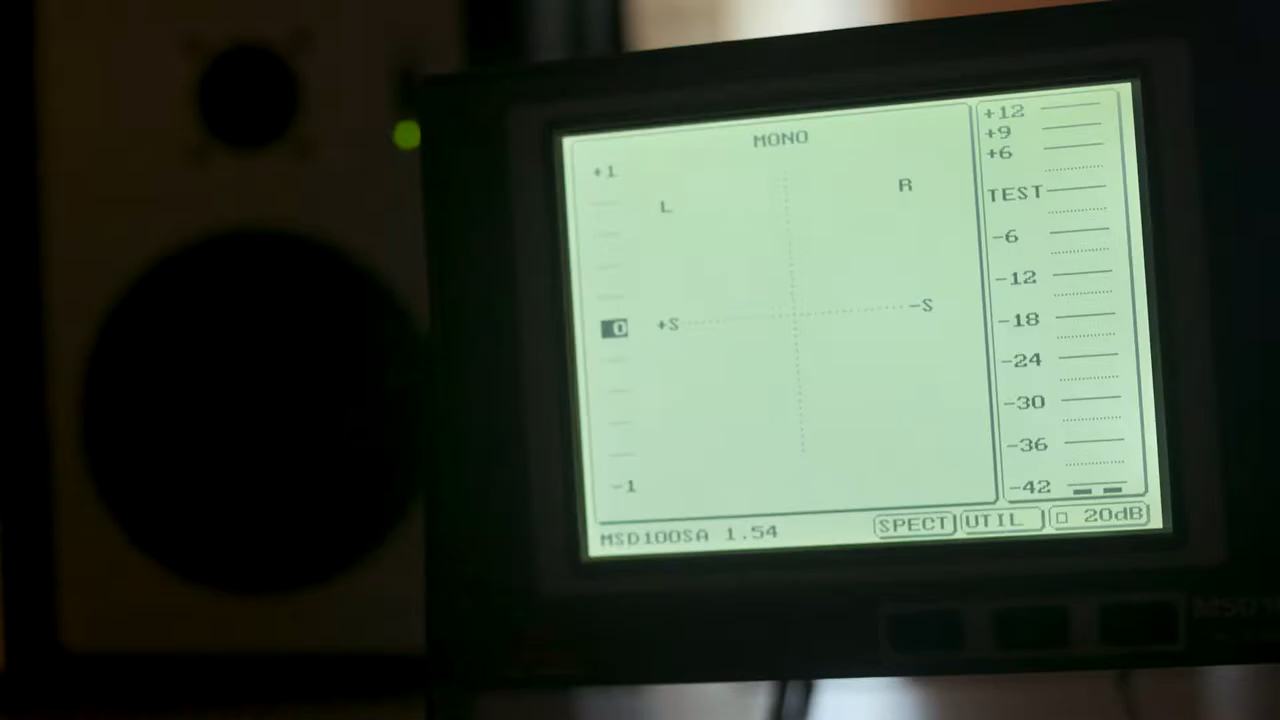 MONO
+1
L
R
0
+S
-S
-1
+12
+9
+6
TEST
-6
-12
-18
-24
-30
-36
-42
MSD100SA 1.54
SPECT
UTIL
20dB